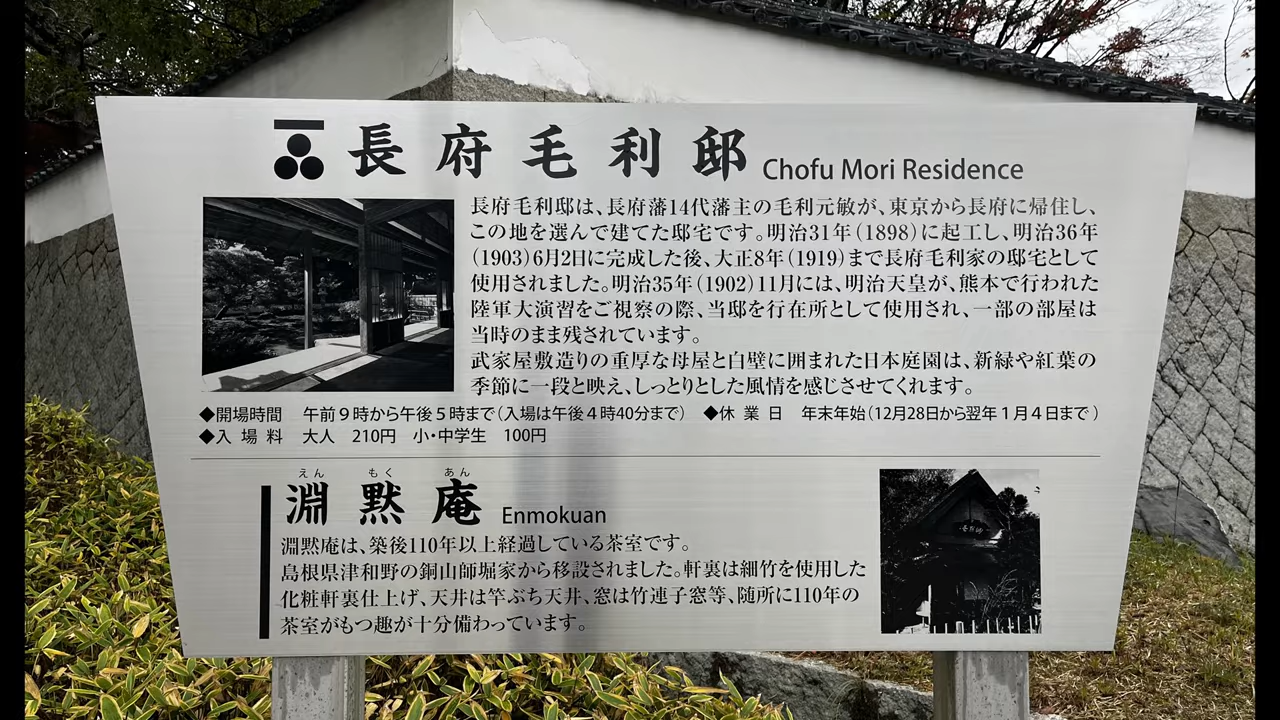 長府毛利邸 Chofu Mori Residence
長府毛利邸は、長府藩14代藩主の毛利元敏が、東京から長府に帰住し、
この地を選んで建てた邸宅です。明治31年(1898)に起工し、明治36年
(1903)6月2日に完成した後、大正8年(1919)まで長府毛利家の邸宅として
使用されました。明治35年(1902)11月には、明治天皇が、熊本で行われた
陸軍大演習をご視察の際、当邸を行在所として使用され、一部の部屋は
当時のまま残されています。
武家屋敷造りの重厚な母屋と白壁に囲まれた日本庭園は、新緑や紅葉の
季節に一段と映え、しっとりとした風情を感じさせてくれます。
◆開場時間 午前9時から午後5時まで(入場は午後4時40分まで) ◆休業日 年末年始(12月28日から翌年1月4日まで)
◆入場料 大人 210円 小・中学生 100円
えん もく あん
淵黙庵 Enmokuan
淵黙庵は、築後110年以上経過している茶室です。
島根県津和野の銅山師堀家から移設されました。軒裏は細竹を使用した
化粧軒裏仕上げ、天井は竿ぶち天井、窓は竹連子窓等、随所に110年の
茶室がもつ趣が十分備わっています。